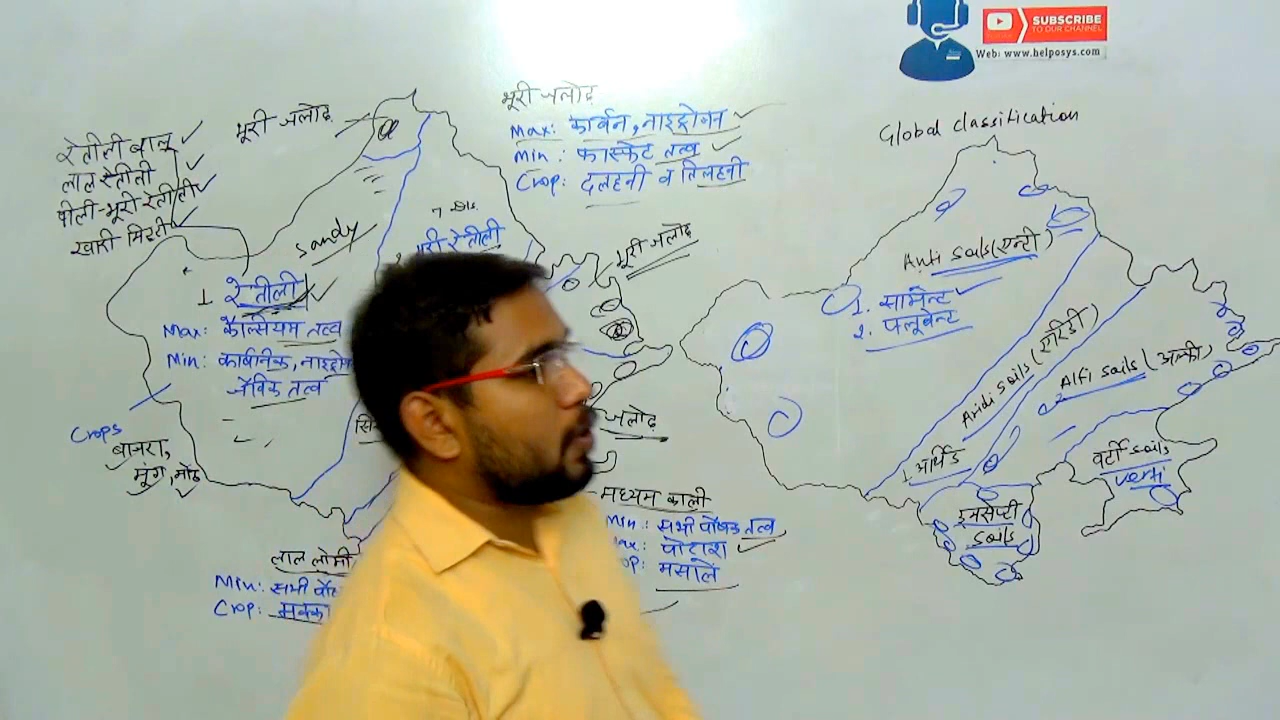 SUBSCRIBE
TO OUR CHANNEL
Web: www.helposys.com
रेतीली बालू
लाल रेतीली
पीली-भूरी रेतीली
खारी मिट्टी
भूरी जलोढ़
Sandy
1 रेतीली
Max: कैल्सियम तत्व
Min: कार्बनिक, नाइट्रोजन
जैविक तत्व
Crops
बाजरा,
मूंग, मोठ
भूरी जलोढ़
Max: कार्बन, नाइट्रोजन
Min: फास्फेट तत्व
Crop: दलहनी व तिलहनी
रेतीली
भूरी जलोढ़
जलोढ़
लाल लोमी
Min: सभी
Crop: मक्का
मध्यम काली
Min: सभी पोषक तत्व
पोटाश
मसाले
Global classification
Anti soils (एन्टी)
1. सामेन्ट
2. फ्लूवेन्ट
Aridi soils (एरीडी)
Alfi soils (अल्फी)
आर्थिड
इनसेप्टी
soils
वर्टी soils
verti